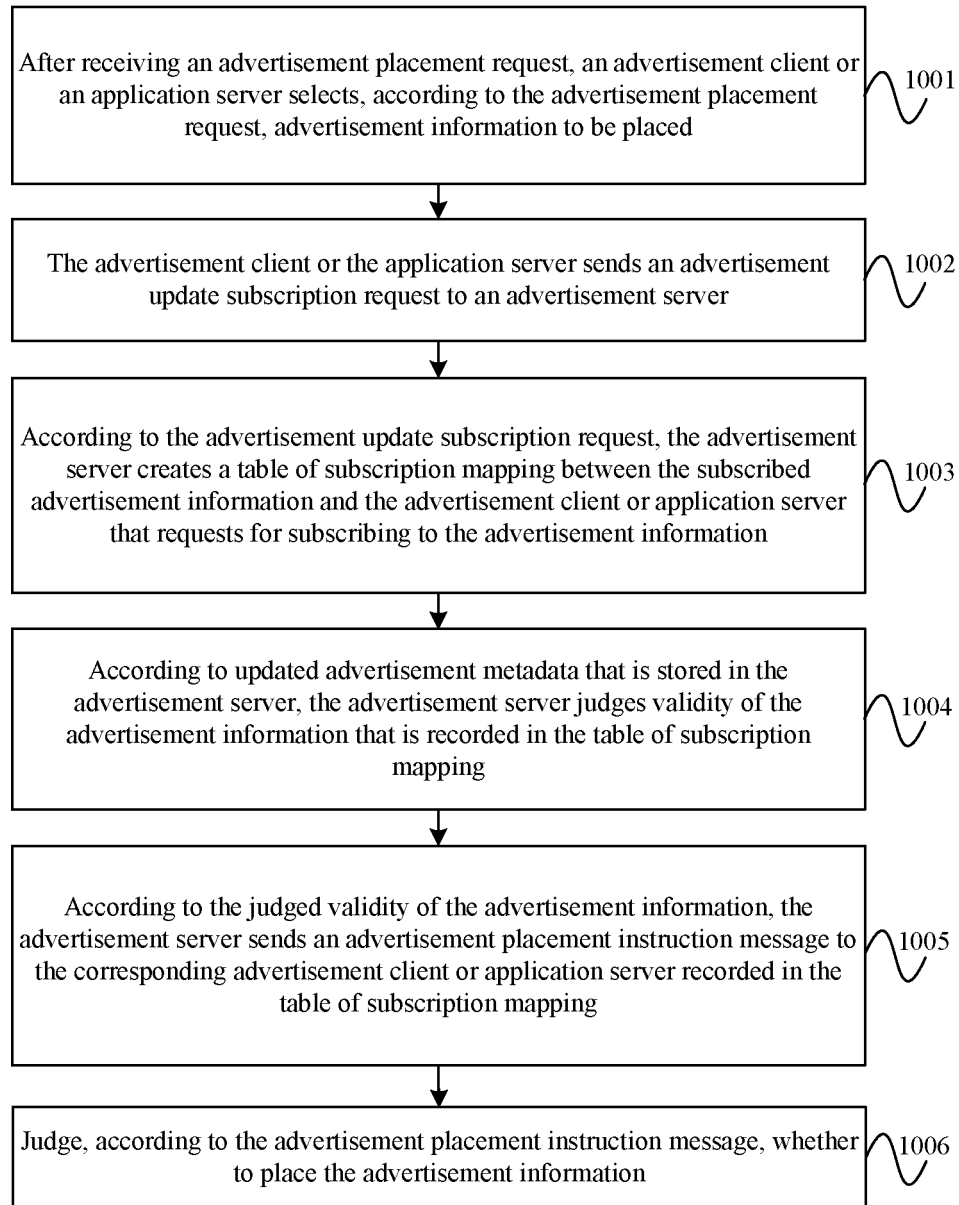 After receiving an advertisement placement request, an advertisement client or
an application server selects, according to the advertisement placement
request, advertisement information to be placed
1001
The advertisement client or the application server sends an advertisement
update subscription request to an advertisement server
1002
According to the advertisement update subscription request, the advertisement
server creates a table of subscription mapping between the subscribed
advertisement information and the advertisement client or application server
that requests for subscribing to the advertisement information
1003
According to updated advertisement metadata that is stored in the
advertisement server, the advertisement server judges validity of the
advertisement information that is recorded in the table of subscription
mapping
1004
According to the judged validity of the advertisement information, the
advertisement server sends an advertisement placement instruction message to
the corresponding advertisement client or application server recorded in the
table of subscription mapping
1005
Judge, according to the advertisement placement instruction message, whether
to place the advertisement information
1006